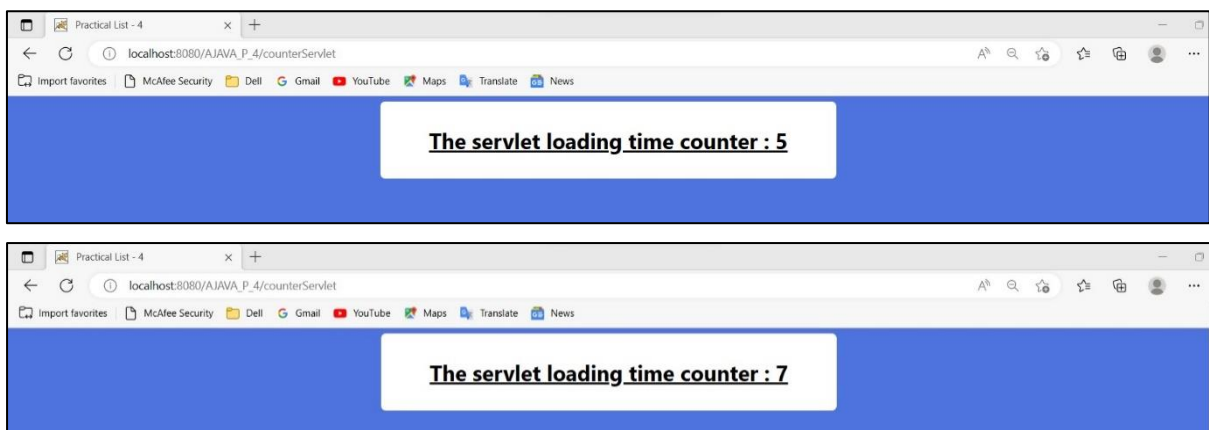 Practical List - 4
localhost:8080/AJAVA_P_4/counterServlet
Import favorites McAfee Security Dell Gmail YouTube Maps Translate News
The servlet loading time counter : 5
Practical List - 4
localhost:8080/AJAVA_P_4/counterServlet
Import favorites McAfee Security Dell Gmail YouTube Maps Translate News
The servlet loading time counter : 7